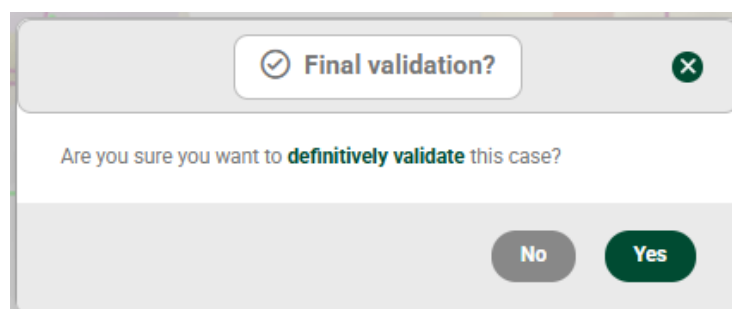 Final validation?
Are you sure you want to definitively validate this case?
No
Yes